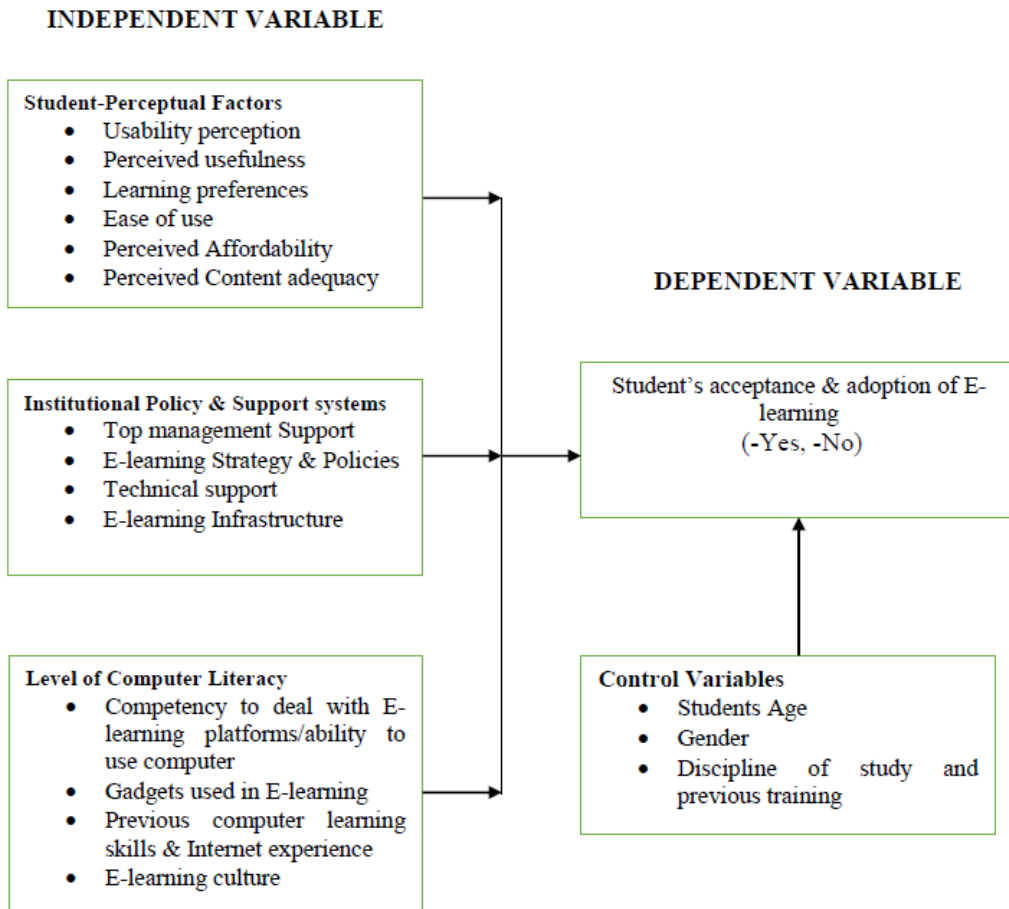 INDEPENDENT VARIABLE
Student-Perceptual Factors
• Usability perception
• Perceived usefulness
• Learning preferences
• Ease of use
• Perceived Affordability
• Perceived Content adequacy
Institutional Policy & Support systems
• Top management Support
• E-learning Strategy & Policies
• Technical support
• E-learning Infrastructure
Level of Computer Literacy
• Competency to deal with E-
learning platforms/ability to
use computer
• Gadgets used in E-learning
• Previous computer learning
skills & Internet experience
• E-learning culture
DEPENDENT VARIABLE
Student’s acceptance & adoption of E-
learning
(-Yes, -No)
Control Variables
• Students Age
• Gender
• Discipline of study and
previous training